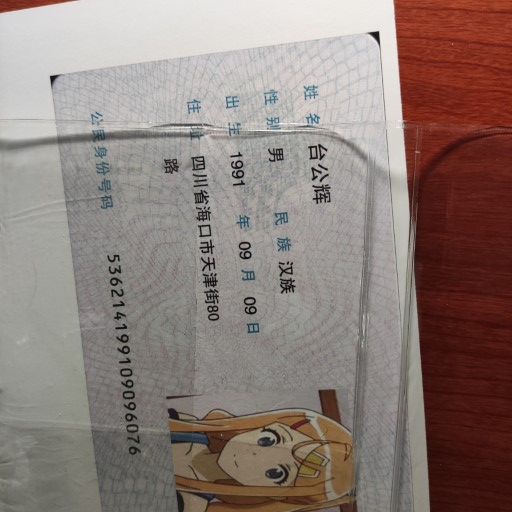 姓名 台公辉
性别 男 民族 汉族
出生 1991 年 09 月 09 日
住址 四川省海口市天津街80
路
公民身份号码 536214199109096076